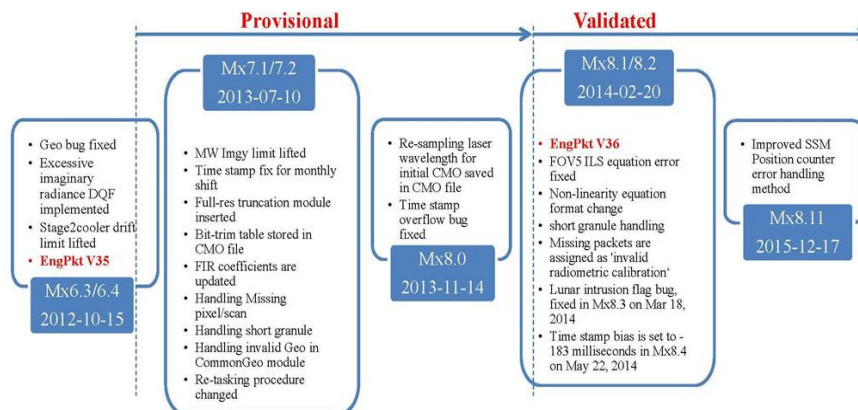 Provisional
Validated
Mx6.3/6.4
2012-10-15
• Geo bug fixed
• Excessive
imaginary
radiance DQF
implemented
• Stage2cooler drift
limit lifted
• EngPkt V35
Mx7.1/7.2
2013-07-10
• MW Imgy limit lifted
• Time stamp fix for monthly
shift
• Full-res truncation module
inserted
• Bit-trim table stored in
CMO file
• FIR coefficients are
updated
• Handling Missing
pixel/scan
• Handling short granule
• Handling invalid Geo in
CommonGeo module
• Re-tasking procedure
changed
• Re-sampling laser
wavelength for
initial CMO saved
in CMO file
• Time stamp
overflow bug
fixed
Mx8.0
2013-11-14
Mx8.1/8.2
2014-02-20
• EngPkt V36
• FOV5 ILS equation error
fixed
• Non-linearity equation
format change
• short granule handling
• Missing packets are
assigned as 'invalid
radiometric calibration'
• Lunar intrusion flag bug,
fixed in Mx8.3 on Mar 18,
2014
• Time stamp bias is set to -
183 milliseconds in Mx8.4
on May 22, 2014
• Improved SSM
Position counter
error handling
method
Mx8.11
2015-12-17